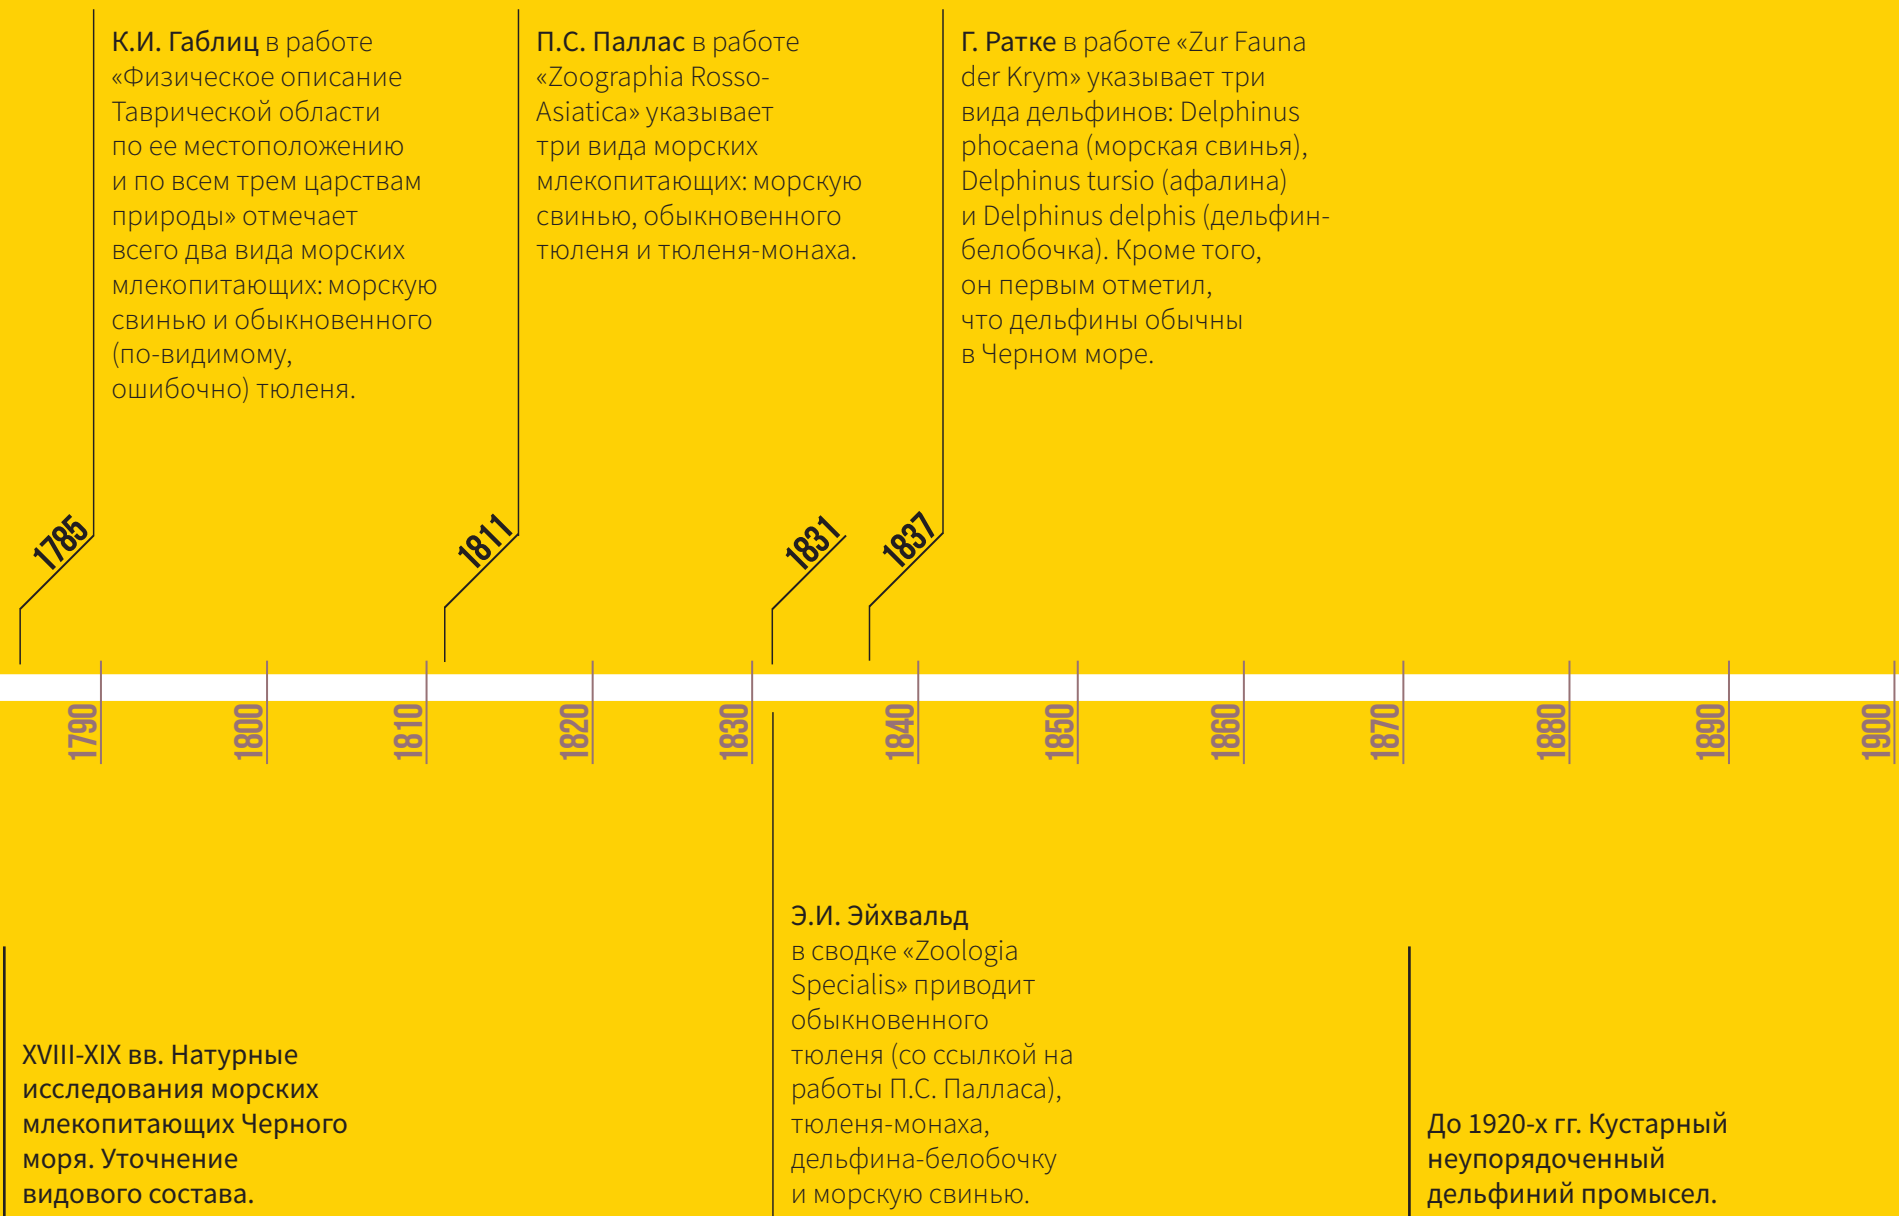 К.И. Габлиц в работе
«Физическое описание
Таврической области
по ее местоположению
и по всем трем царствам
природы» отмечает
всего два вида морских
млекопитающих: морскую
свинью и обыкновенного
(по-видимому,
ошибочно) тюленя.
П.С. Паллас в работе
«Zoographia Rosso-
Asiatica» указывает
три вида морских
млекопитающих: морскую
свинью, обыкновенного
тюленя и тюленя-монаха.
Г. Ратке в работе «Zur Fauna
der Krym» указывает три
вида дельфинов: Delphinus
phocaena (морская свинья),
Delphinus tursio (афалина)
и Delphinus delphis (дельфин-
белобочка). Кроме того,
он первым отметил,
что дельфины обычны
в Черном море.
1785
1811
1831
1837
1790
1800
1810
1820
1830
1840
1850
1860
1870
1880
1890
1900
XVIII-XIX вв. Натурные
исследования морских
млекопитающих Черного
моря. Уточнение
видового состава.
Э.И. Эйхвальд
в сводке «Zoologia
Specialis» приводит
обыкновенного
тюленя (со ссылкой на
работы П.С. Палласа),
тюленя-монаха,
дельфина-белобочку
и морскую свинью.
До 1920-х гг. Кустарный
неупорядоченный
дельфиний промысел.